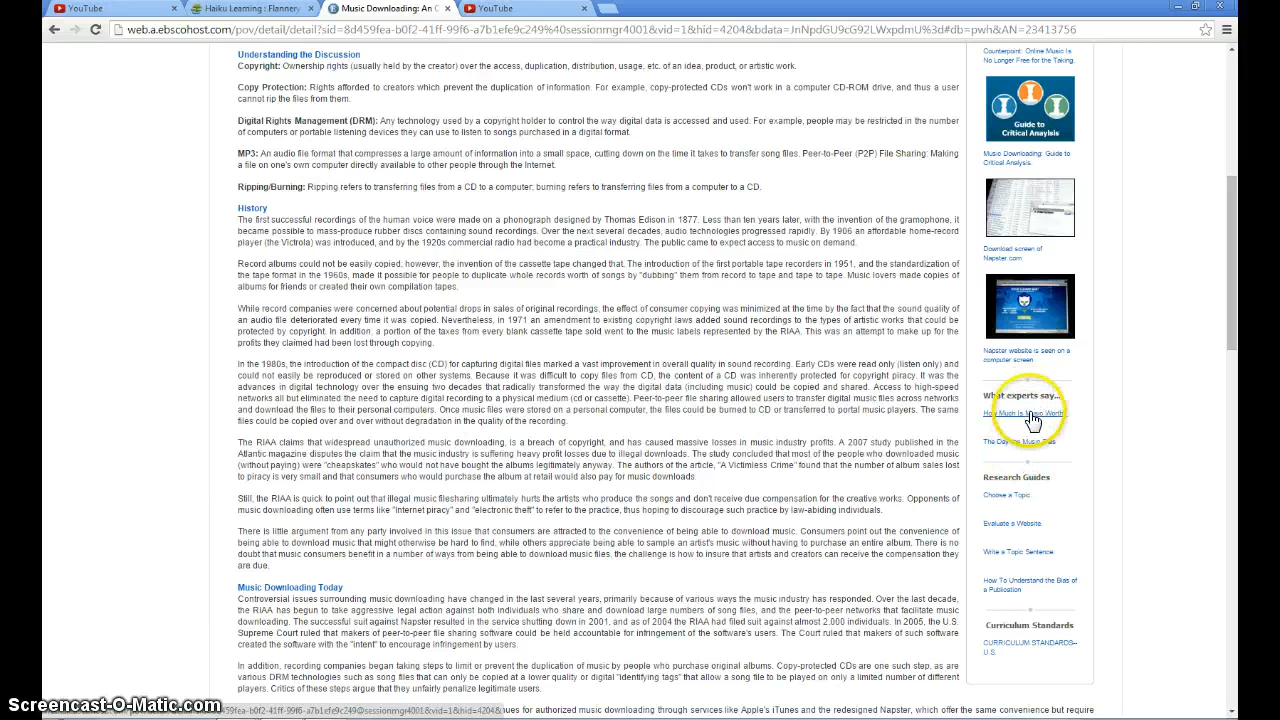 YouTube
Haiku Learning : Flannery
Music Downloading: An O
YouTube
web.a.ebscohost.com/pov/detail/detail?sid=8d459fea-b0f2-41ff-99f6-a7b1efe9c249%40sessionmgr4001&vid=1&hid=4204&bdata=JnNpdGU9cG92LWxpdmU%3d#db=pwh&AN=23413756
Understanding the Discussion
Copyright: Ownership rights (usually held by the creator) over the access, duplication, distribution, usage, etc. of an idea, product, or artistic work.
Copy Protection: Rights afforded to creators which prevent the duplication of information. For example, copy-protected CDs won't work in a computer CD-ROM drive, and thus a user
cannot rip the files from them.
Digital Rights Management (DRM): Any technology used by a copyright holder to control the way digital data is accessed and used. For example, people may be restricted in the number
of computers or portable listening devices they can use to listen to songs purchased in a digital format.
MP3: An audio format that compresses a large amount of information into a small space, cutting down on the time it takes to transfer song files. Peer-to-Peer (P2P) File Sharing: Making
a file on one's own computer directly available to other people through the Internet.
Ripping/Burning: Ripping refers to transferring files from a CD to a computer; burning refers to transferring files from a computer to a CD.
History
The first successful recordings of the human voice were made on a phonograph designed by Thomas Edison in 1877. Less than ten years later, with the invention of the gramophone, it
became possible to mass-produce rubber discs containing pre-recorded recordings. Over the next several decades, audio technologies progressed rapidly. By 1906 an affordable home-record
player (the Victrola) was introduced, and by the 1920s commercial radio had become a practical industry. The public came to expect access to music on demand.
Record albums were not easily copied; however, the invention of the cassette tape changed that. The introduction of the first portable tape recorders in 1951, and the standardization of
the tape format in the 1960s, made it possible for people to duplicate whole records worth of songs by "dubbing" them from record to tape and tape to tape. Music lovers made copies of
albums for friends or created their own compilation tapes.
While record companies were concerned about potential drops in sales of original recordings, the effect of consumer copying was minimized at the time by the fact that the sound quality of
an audio file deteriorated every time it was copied. Nevertheless, in 1971 an amendment to existing copyright laws added sound recordings to the types of artistic works that could be
protected by copyright. In addition, a portion of the taxes from every blank cassette tape sold went to the music labels represented by the RIAA. This was an attempt to make up for the
profits they claimed had been lost through copying.
In the 1980s, the introduction of the compact disc (CD) for capturing digital files marked a very improvement in overall quality in sound recording. Early CDs were read only (listen only) and
could not easily be reproduced or stored on other systems. Because it was difficult to copy files from CD, the content of a CD was inherently protected from copyright piracy. It was the
advances in digital technology over the ensuing two decades that radically transformed the way the digital data (including music) could be copied and shared. Access to high-speed
networks all but eliminated the need to capture digital recording to a physical medium (cd or cassette). Peer-to-peer file sharing allowed users to transfer digital music files across networks
and download the files to personal computers. Once music files were stored on a personal computer, the files could be burned to CD or transferred to portal music players. The same
files could be copied over and over without degradation in the quality of the recording.
The RIAA claims that widespread unauthorized music downloading, is a breach of copyright, and has caused massive losses in music industry profits. A 2007 study published in the
Atlantic magazine disputes the claim that the music industry is suffering heavy profit losses due to illegal downloads. The study concluded that most of the people who downloaded music
(without paying) were "cheapskates" who would not have bought the albums legitimately anyway. The authors of the article, "A Victimless Crime" found that the number of album sales lost
to piracy is very small and that consumers who would purchase the album at retail would also pay for music downloads.
Still, the RIAA is quick to point out that illegal music filesharing ultimately hurts the artists who produce the songs and don't receive due compensation for the creative works. Opponents of
music downloading often use terms like "internet piracy" and "electronic theft" to refer to the practice, thus hoping to discourage such practice by law-abiding individuals.
There is little argument from any party involved in this issue that consumers are attracted to the convenience of being able to download music. Consumers point out the convenience of
being able to download music that might otherwise be hard to find, while others appreciate being able to sample an artist's music without having to purchase an entire album. There is no
doubt that music consumers benefit in a number of ways from being able to download music files, the challenge is how to insure that artists and creators can receive the compensation they
are due.
Music Downloading Today
Controversial issues surrounding music downloading have changed in the last several years, primarily because of various ways the music industry has responded. Over the last decade,
the RIAA has begun to take aggressive legal action against both individuals who share and download large numbers of song files, and the peer-to-peer networks that facilitate music
downloading. The successful suit against Napster resulted in the service shutting down in 2001, and as of 2004 the RIAA had filed suit against almost 2,000 individuals. In 2005, the U.S.
Supreme Court ruled that makers of peer-to-peer file sharing software could be held accountable for infringement of the software's users. The Court ruled that makers of such software
created the software with the "intent" to encourage infringement by users.
In addition, recording companies began taking steps to limit or prevent the duplication of music by people who purchase original albums. Copy-protected CDs are one such step, as are
various DRM technologies such as song files that can only be copied at a lower quality or digital "identifying tags" that allow a song file to be played on only a limited number of different
players. Critics of these steps argue that they unfairly penalize legitimate users.
ues for authorized music downloading through services like Apple's iTunes and the redesigned Napster, which offer the same convenience but require
Counterpoint: Online Music Is
No Longer Free for the Taking.
Guide to
Critical Anaylsis
Music Downloading: Guide to
Critical Analysis.
Download screen of
Napster.com
Napster website is seen on a
computer screen
What experts say...
How Much Is Music Worth
The Day the Music Dies
Research Guides
Choose a Topic
Evaluate a Website
Write a Topic Sentence
How To Understand the Bias of
a Publication
Curriculum Standards
CURRICULUM STANDARDS--
U.S.
459fea-b0f2-41ff-99f6-a7b1efe9c249@sessionmgr4001&vid=1&hid=4204&
Screencast-O-Matic.com